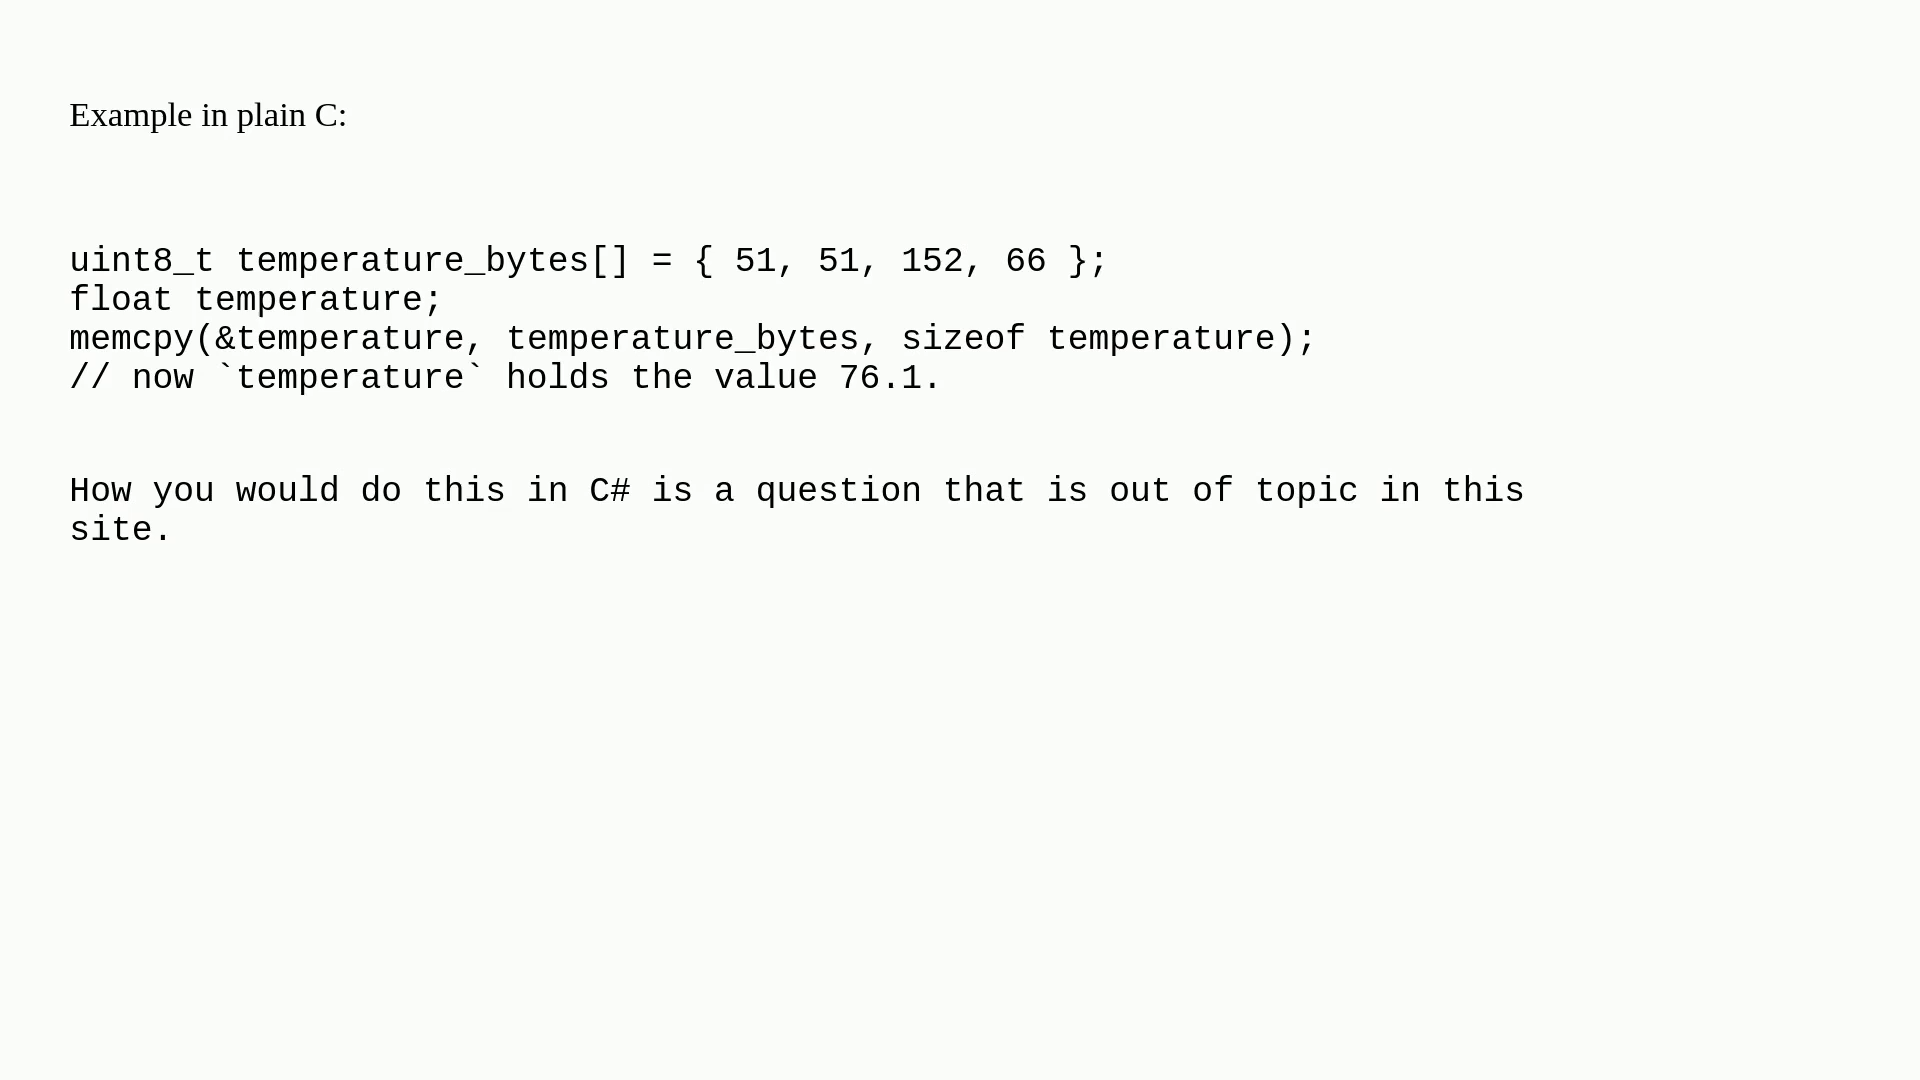 Example in plain C:
uint8_t temperature_bytes[] = { 51, 51, 152, 66 };
float temperature;
memcpy(&temperature, temperature_bytes, sizeof temperature);
// now `temperature` holds the value 76.1.
How you would do this in C# is a question that is out of topic in this
site.